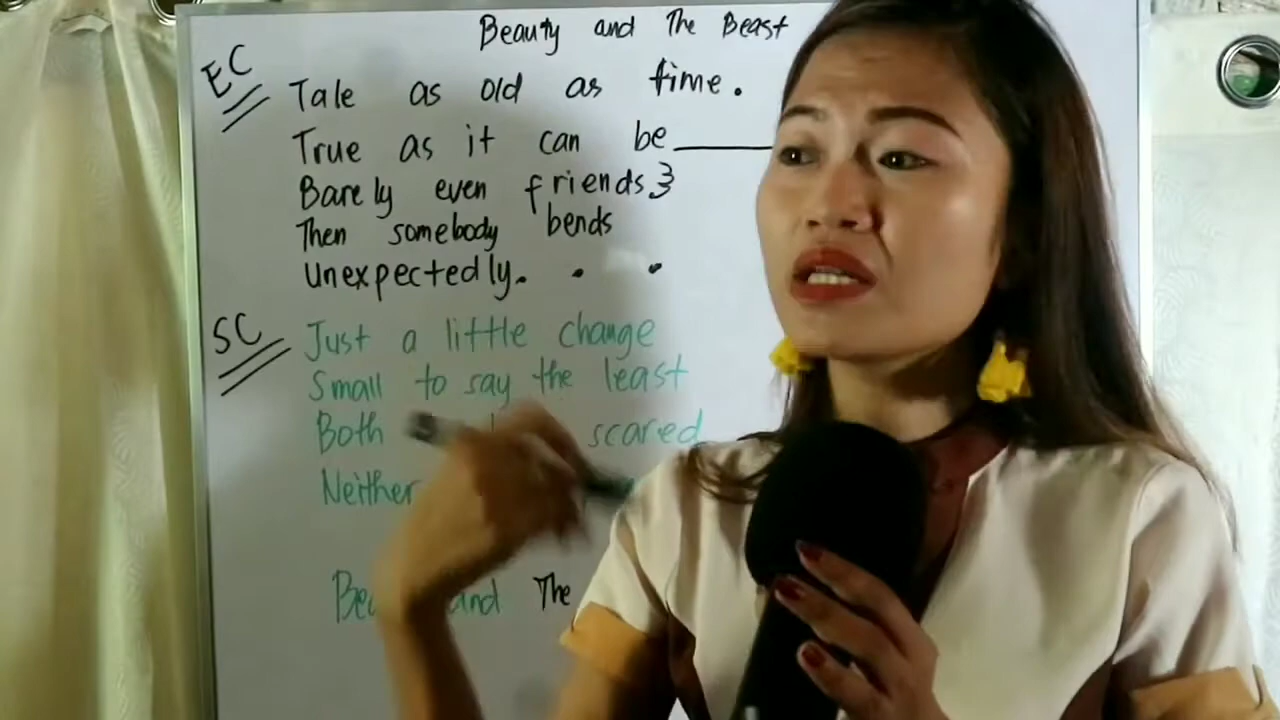 Beauty and The Beast
EC
Tale as old as time.
True as it can be
Barely even friends
Then somebody bends
Unexpectedly. . .
SC
Just a little change
Small to say the least
Both scared
Neither
and The